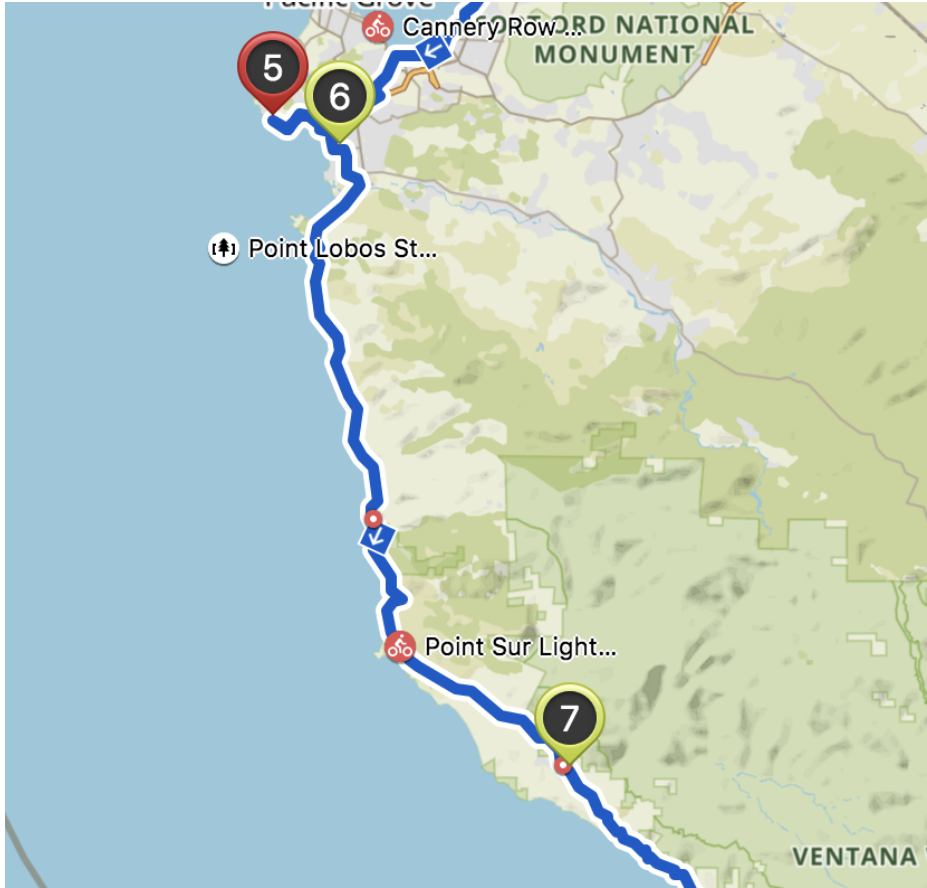 Pacific Grove
Cannery Row ...
ORD NATIONAL
MONUMENT
5
6
Point Lobos St...
Point Sur Light...
7
VENTANA